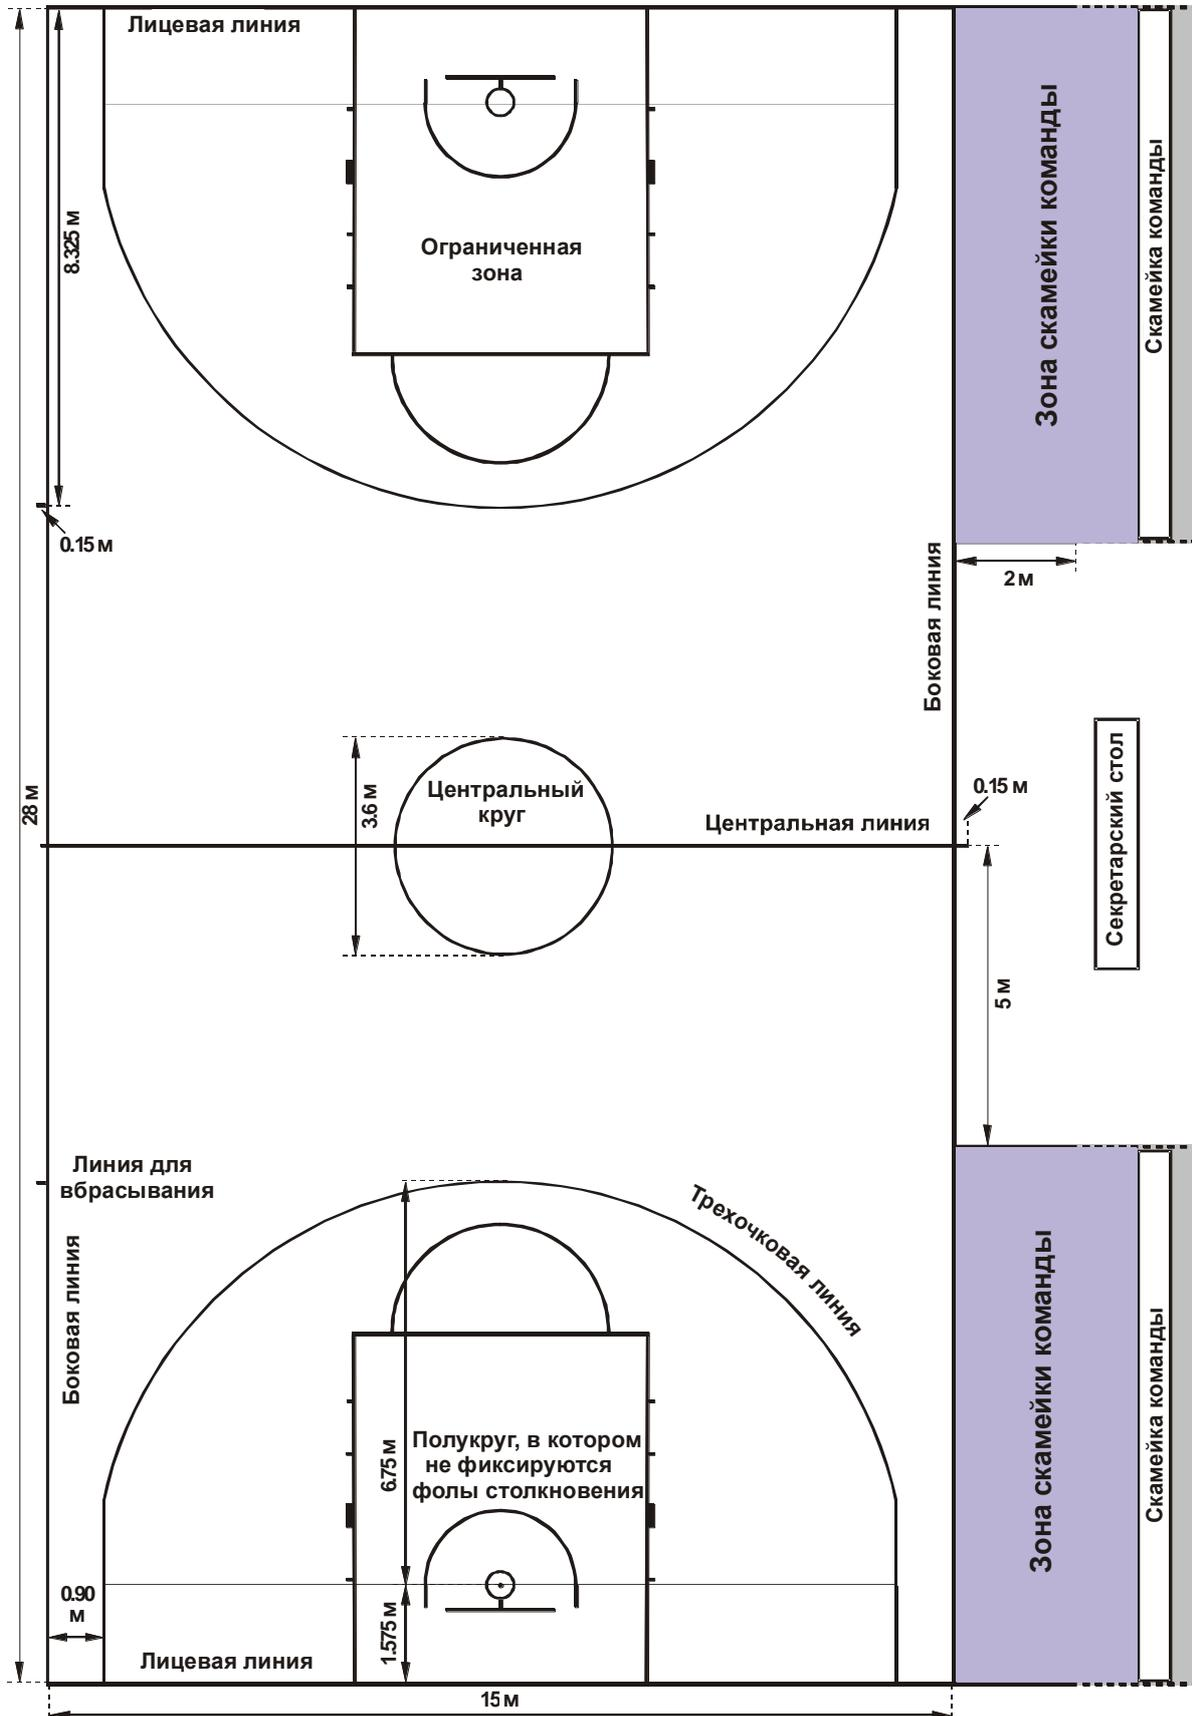 Лицевая линия
8.325 м
Ограниченная
зона
Зона скамейки команды
Скамейка команды
0.15 м
2 м
Боковая линия
28 м
3.6 м
Центральный
круг
Центральная линия
0.15 м
Секретарский стол
5 м
Линия для
вбрасывания
Трехочковая линия
Боковая линия
6.75 м
Полукруг, в котором
не фиксируются
фолы столкновения
Зона скамейки команды
Скамейка команды
0.90
м
1.575 м
Лицевая линия
15 м